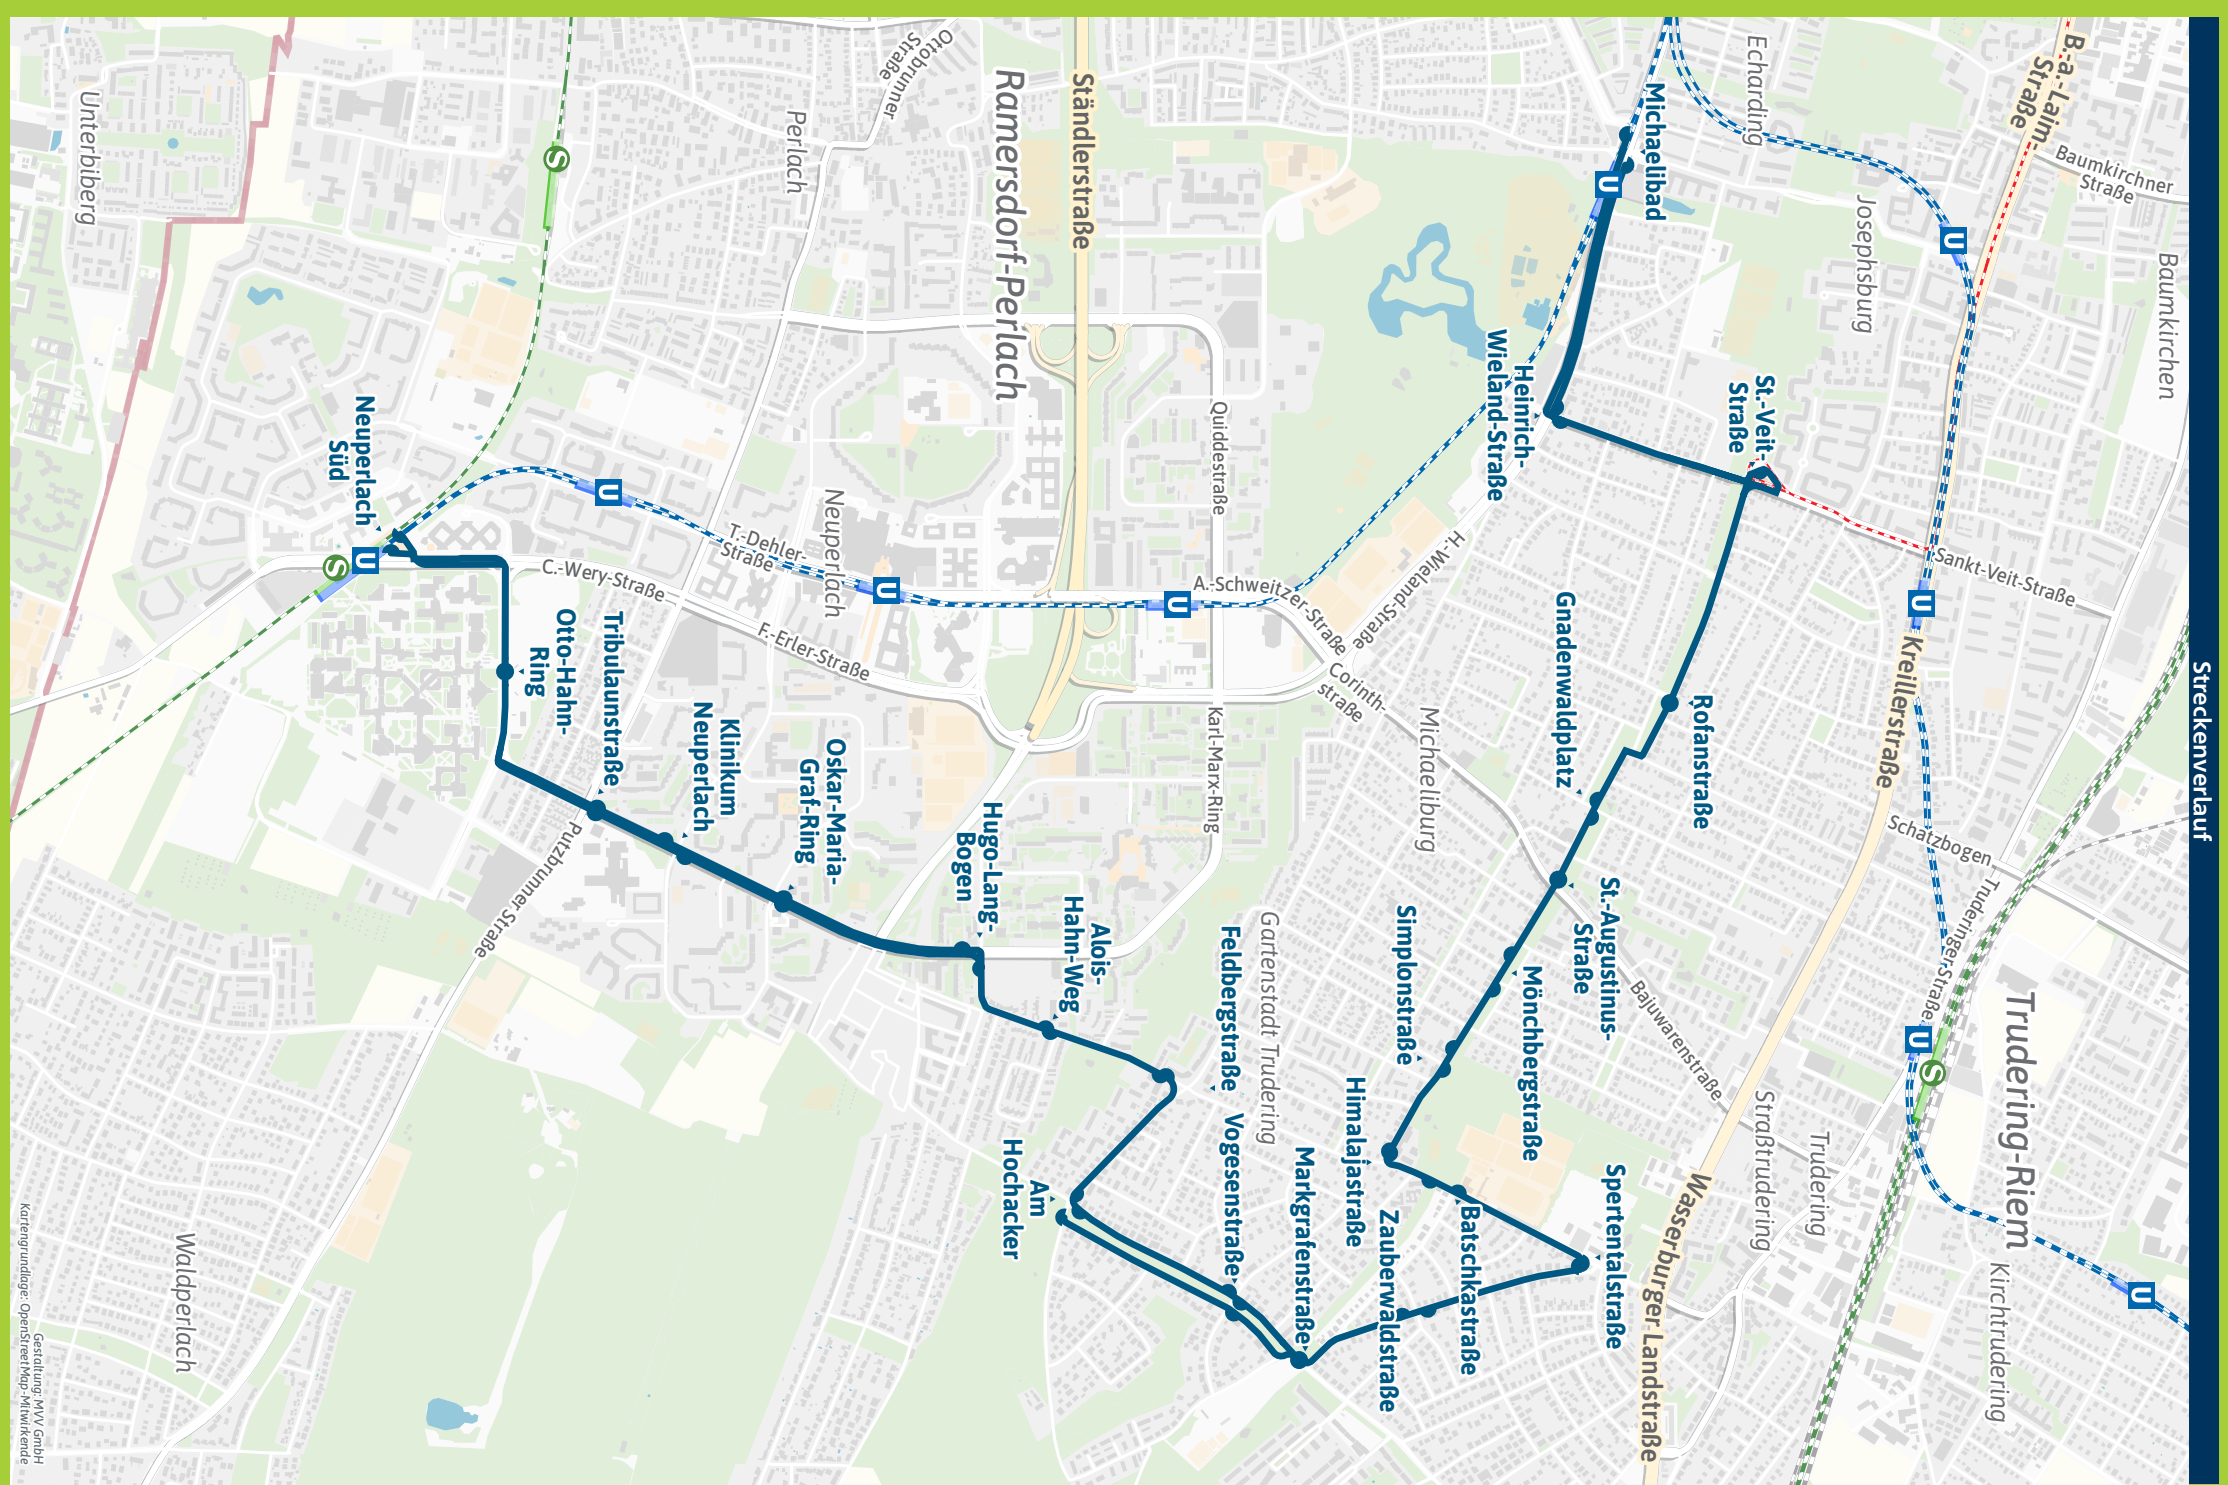 Streckenverlauf
B.-a.-Laim-
Straße
Baumkirchner
Straße
Baumkirchen
Echarding
Josephsburg
Michaelibad
U
U
St.-Veit-
Straße
Heinrich-
Wieland-Straße
Sankt-Veit-Straße
U
Kreillerstraße
Ottobrunner
Straße
Perlach
Ramersdorf-Perlach
Ständlerstraße
Unterbiberg
S
Quiddestraße
H.-Wieland-Straße
A.-Schweitzer-Straße
Corinth-
straße
U
Neuperlach
T.-Dehler-
Straße
U
U
Neuperlach
Süd
U
S
C.-Wery-Straße
F.-Erler-Straße
Otto-Hahn-
Ring
Tribulaunstraße
Klinikum
Neuperlach
Oskar-Maria-
Graf-Ring
Putzbrunner Straße
Hugo-Lang-
Bogen
Alois-
Hahn-Weg
Karl-Marx-Ring
Michaeliburg
Gnadenwaldplatz
Rofanstraße
Schatzbogen
Truderinger Straße
St.-Augustinus-
Straße
Mönchbergstraße
Simplonstraße
Bajuwarenstraße
Feldbergstraße
Gartenstadt Trudering
Himalajastraße
Vogesenstraße
Markgrafenstraße
Zauberwaldstraße
Batschkastraße
Spertentalstraße
Am
Hochacker
Wasserburger Landstraße
Straßtrudering
Trudering
Trudering-Riem
U
S
Kirchtrudering
U
Waldperlach
Gestaltung: MVV GmbH
Kartengrundlage: OpenStreetMap-Mitwirkende